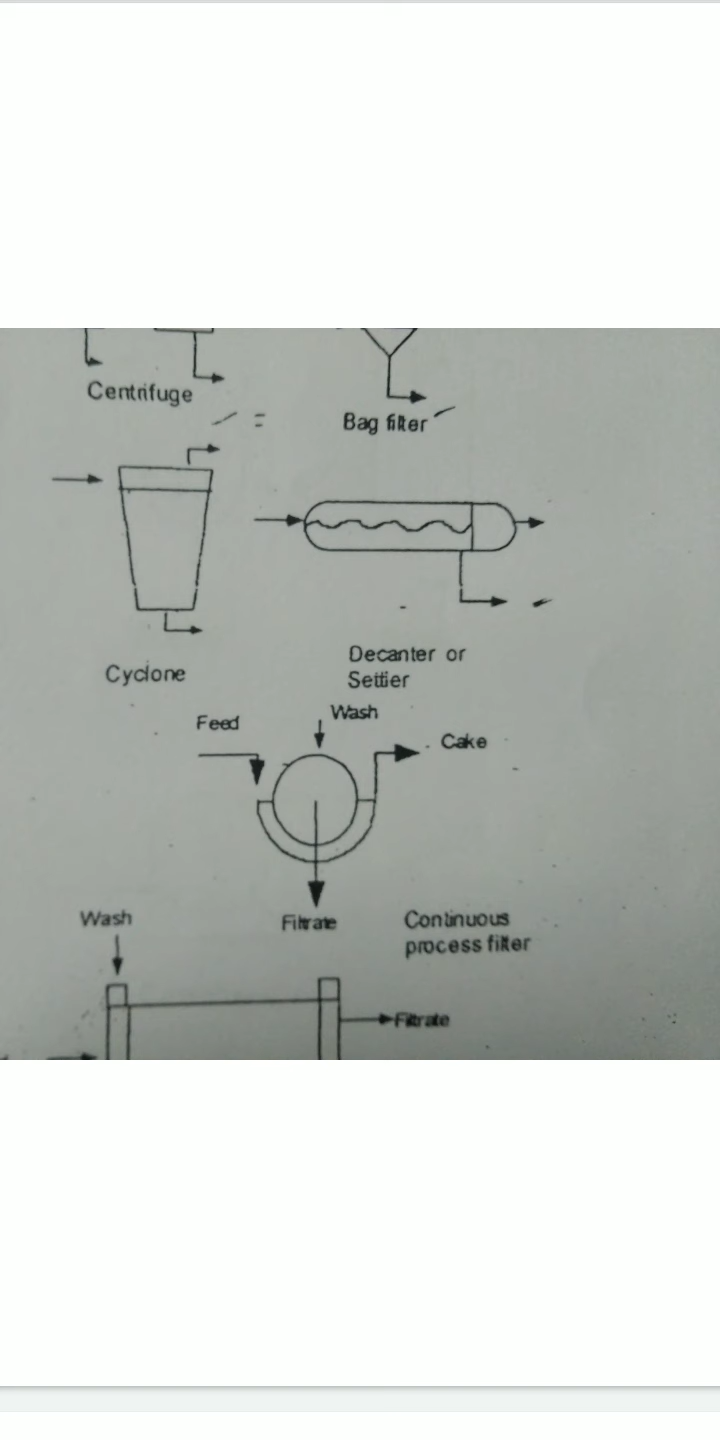 Centrifuge
Bag filter
Cyclone
Decanter or
Settler
Feed
Wash
Cake
Wash
Filtrate
Continuous
process filter
Filtrate